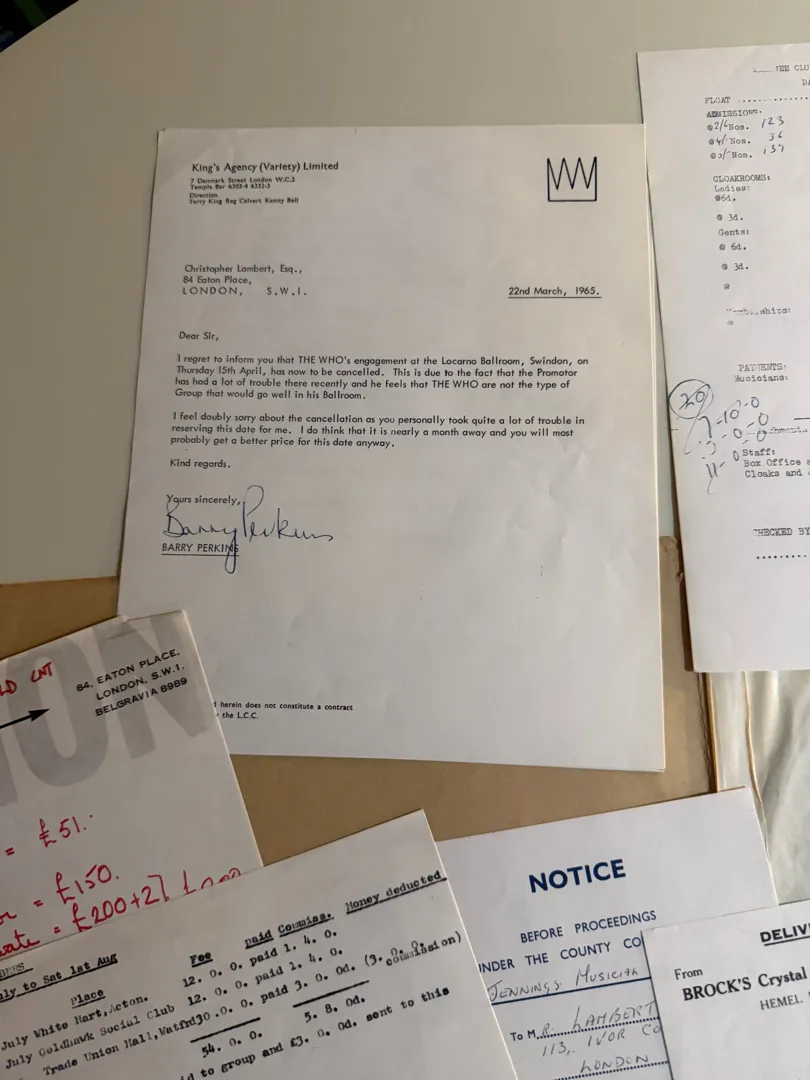 King's Agency (Variety) Limited
7 Denmark Street London W.C.2
Temple Bar 6303-4 6332-3
Direction
Terry King Reg Calvert Kenny Bell
Christopher Lambert, Esq.,
84 Eaton Place,
LONDON, S.W.I.
22nd March, 1965.
Dear Sir,
I regret to inform you that THE WHO's engagement at the Locarno Ballroom, Swindon, on
Thursday 15th April, has now to be cancelled. This is due to the fact that the Promotor
has had a lot of trouble there recently and he feels that THE WHO are not the type of
Group that would go well in his Ballroom.
I feel doubly sorry about the cancellation as you personally took quite a lot of trouble in
reserving this date for me. I do think that it is nearly a month away and you will most
probably get a better price for this date anyway.
Kind regards.
Yours sincerely,
Barry Perkins
BARRY PERKINS
herein does not constitute a contract
the L.C.C.
FLOAT
ADMISSIONS:
@2/6 Nos. 123
@4/- Nos. 36
Nos. 137
CLOAKROOMS:
Ladies:
@6d.
@ 3d.
Gents:
@ 6d.
@ 3d.
@
PAYMENTS:
Musicians:
20
7-10-0
Staff:
Box Office
Cloaks and
CHECKED BY
84, EATON PLACE,
LONDON, S.W.I.
BELGRAVIA 8989
= £51.
= £150.
= £200+27
to Sat 1st Aug
Place Fee paid Commiss. Money deducted
July White Hart, Acton. 12. 0. 0. paid 1. 4. 0.
July Goldhawk Social Club 12. 0. 0. paid 1. 4. 0.
Trade Union Hall, Watfrd 30.0. 0. paid 3. 0. 0d. (3. 0. 0. commission)
54. 0. 0. 5. 8. 0d.
to group and £3. 0. 0d. sent to this
NOTICE
BEFORE PROCEEDINGS
UNDER THE COUNTY CO
JENNINGS MUSICAL
To M R. LAMBERT
113, IVOR CO
LONDON
DELIV
From
BROCK'S Crystal
HEMEL